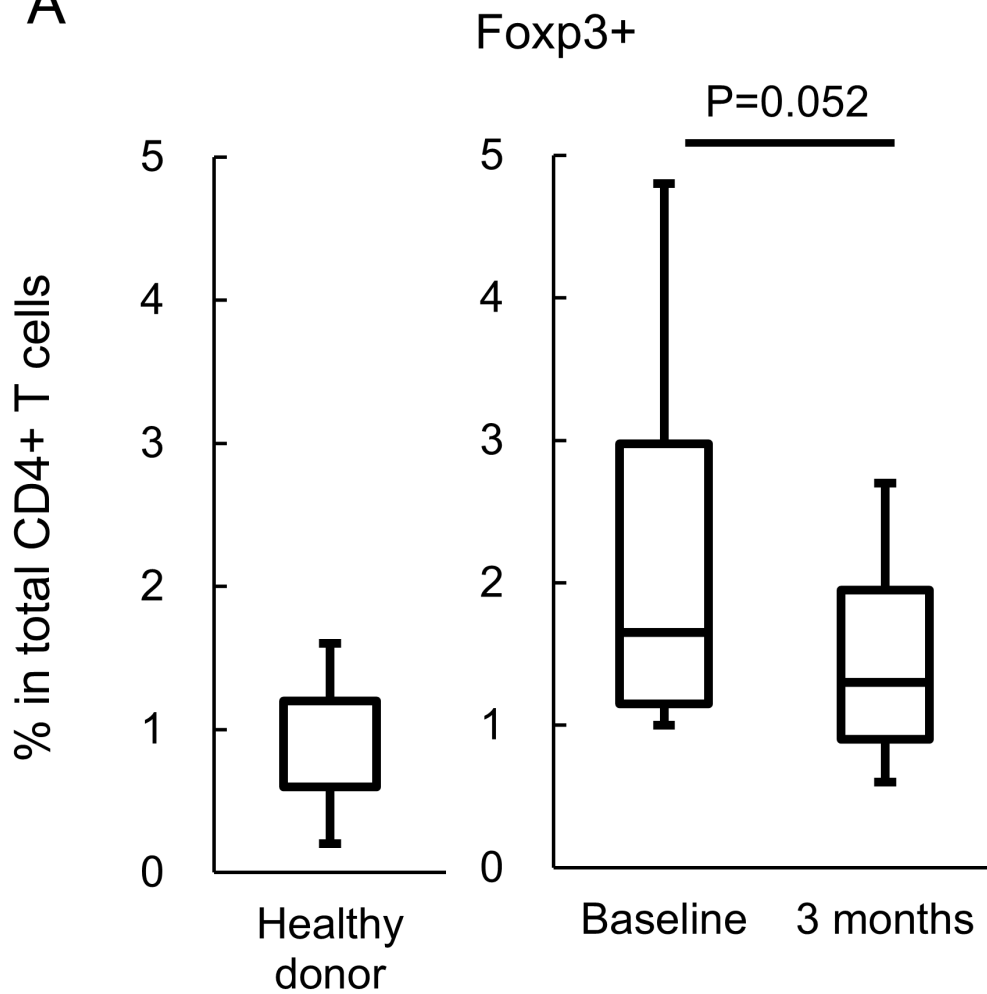 A
Foxp3+
P=0.052
% in total CD4+ T cells
5
4
3
2
1
0
Healthy
donor
5
4
3
2
1
0
Baseline
3 months